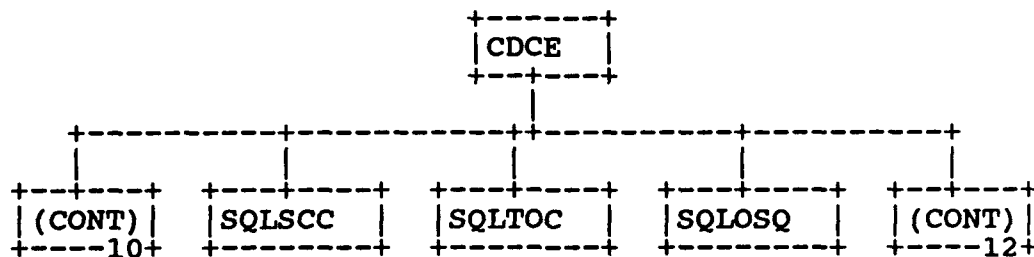 CDCE
(CONT) SQLSCC SQLTOC SQLOSQ (CONT)
10 12